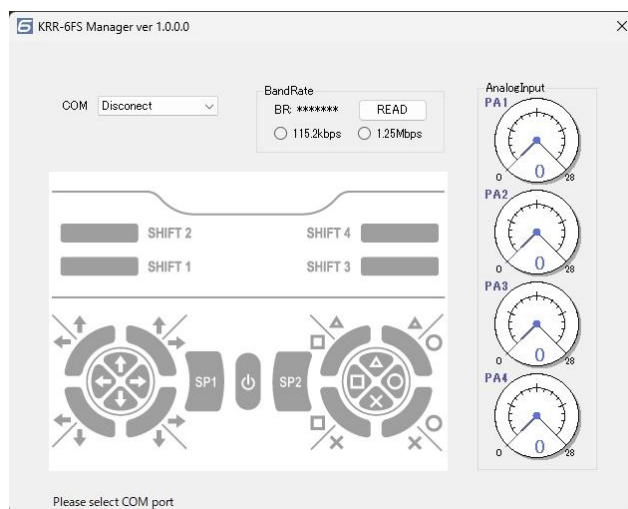 KRR-6FS Manager ver 1.0.0.0
COM Disconect
BandRate
BR: ******* READ
115.2kbps 1.25Mbps
AnalogInput
PA1
0 0 28
PA2
0 0 28
PA3
0 0 28
PA4
0 0 28
SHIFT 2 SHIFT 4
SHIFT 1 SHIFT 3
SP1 SP2
Please select COM port